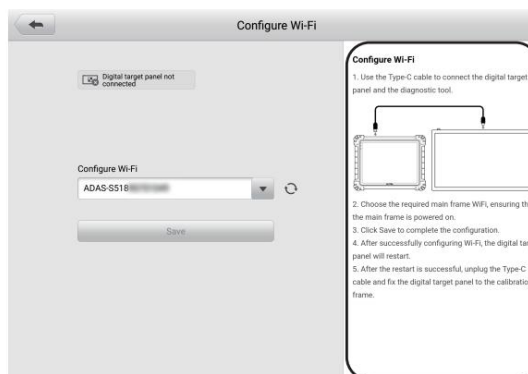 Configure Wi-Fi
Digital target panel not
connected
Configure Wi-Fi
ADAS-S518
Save
Configure Wi-Fi
1. Use the Type-C cable to connect the digital target
panel and the diagnostic tool.
2. Choose the required main frame WiFi, ensuring
the main frame is powered on.
3. Click Save to complete the configuration.
4. After successfully configuring Wi-Fi, the digital
panel will restart.
5. After the restart is successful, unplug the Type-C
cable and fix the digital target panel to the
frame.